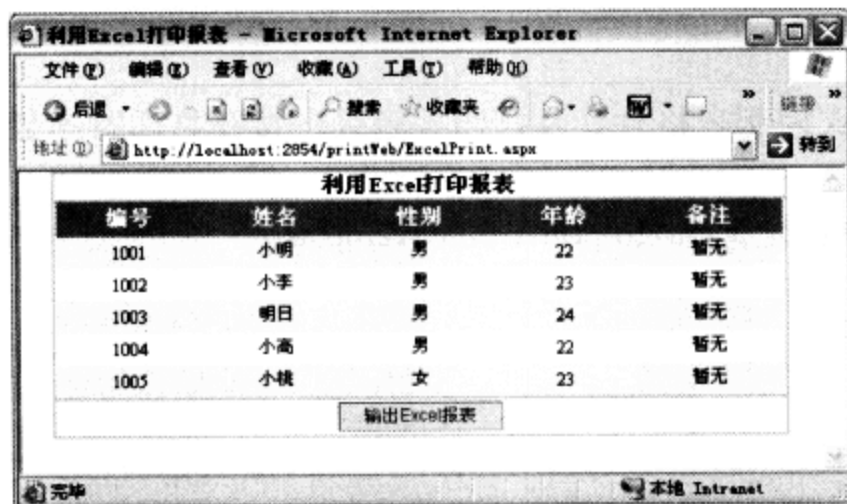 利用Excel打印报表 - Microsoft Internet Explorer
文件(F) 编辑(E) 查看(V) 收藏(A) 工具(T) 帮助(H)
后退 搜索 收藏夹 W » 链接 »
地址(D) http://localhost:2854/printWeb/ExcelPrint.aspx 转到
利用Excel打印报表
编号 姓名 性别 年龄 备注
1001 小明 男 22 暂无
1002 小李 男 23 暂无
1003 明日 男 24 暂无
1004 小高 男 22 暂无
1005 小桃 女 23 暂无
输出Excel报表
完毕 本地 Intranet